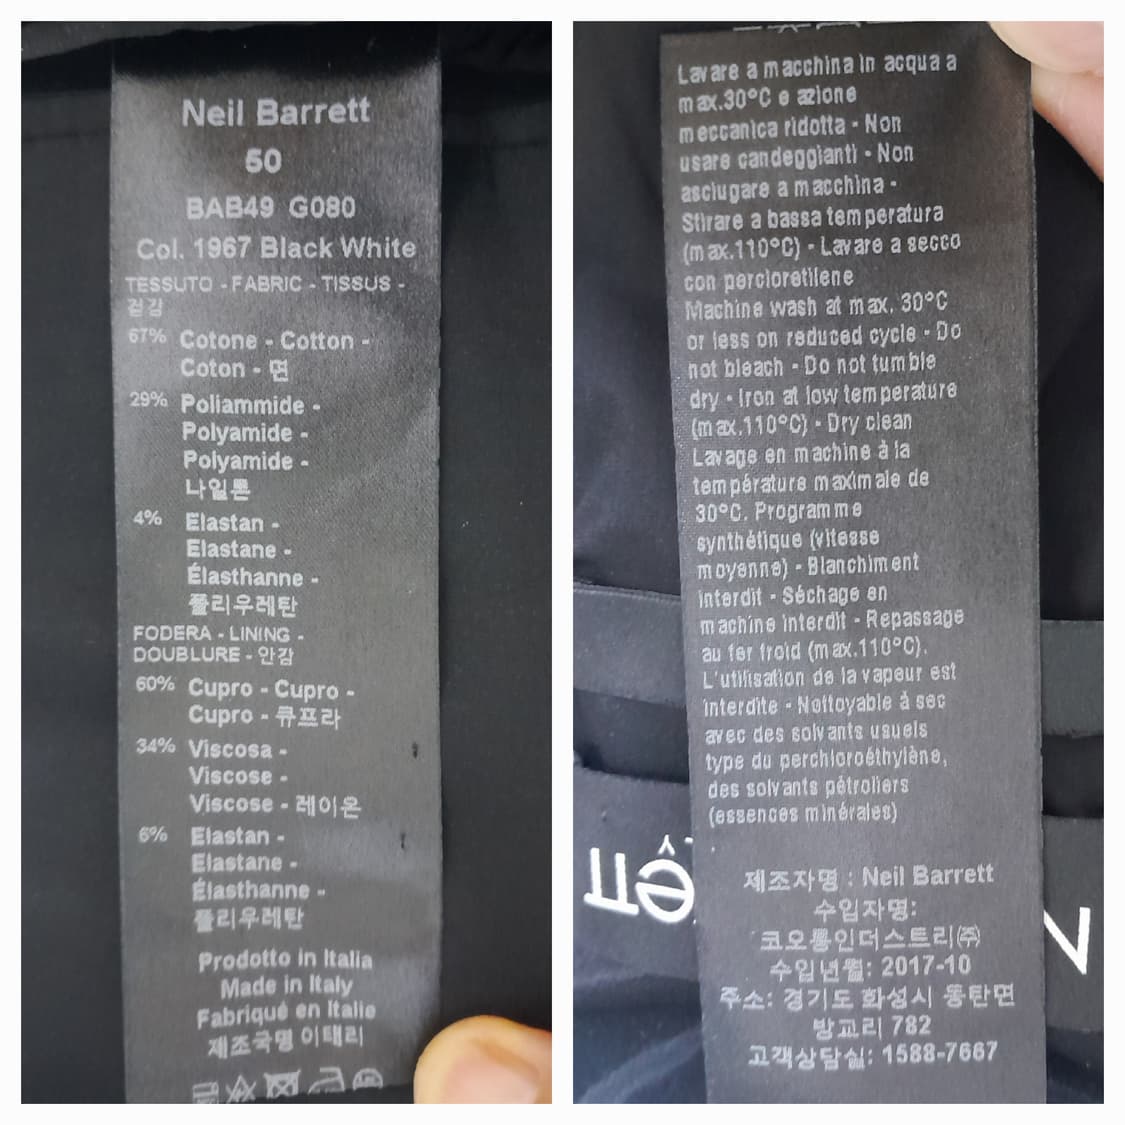 Neil Barrett
50
BAB49 G080
Col. 1967 Black White
TESSUTO - FABRIC - TISSUS -
겉감
67% Cotone - Cotton -
Coton - 면
29% Poliammide -
Polyamide -
Polyamide -
나일론
4% Elastan -
Elastane -
Élasthanne -
폴리우레탄
FODERA - LINING -
DOUBLURE - 안감
60% Cupro - Cupro -
Cupro - 큐프라
34% Viscosa -
Viscose -
Viscose - 레이온
6% Elastan -
Elastane -
Élasthanne -
폴리우레탄
Prodotto in Italia
Made in Italy
Fabriqué en Italie
제조국명 이태리
Lavare a macchina in acqua a
max.30°C e azione
meccanica ridotta - Non
usare candeggianti - Non
asciugare a macchina -
Stirare a bassa temperatura
(max.110°C) - Lavare a secco
con percloretilene
Machine wash at max. 30°C
or less on reduced cycle - Do
not bleach - Do not tumble
dry - Iron at low temperature
(max.110°C) - Dry clean
Lavage en machine à la
température maximale de
30°C. Programme
synthétique (vitesse
moyenne) - Blanchiment
interdit - Séchage en
machine interdit - Repassage
au fer froid (max.110°C).
L'utilisation de la vapeur est
interdite - Nettoyable à sec
avec des solvants usuels
type du perchloroéthylène,
des solvants pétroliers
(essences minérales)
제조자명 : Neil Barrett
수입자명:
코오롱인더스트리㈜
수입년월: 2017-10
주소: 경기도 화성시 동탄면
방교리 782
고객상담실: 1588-7667